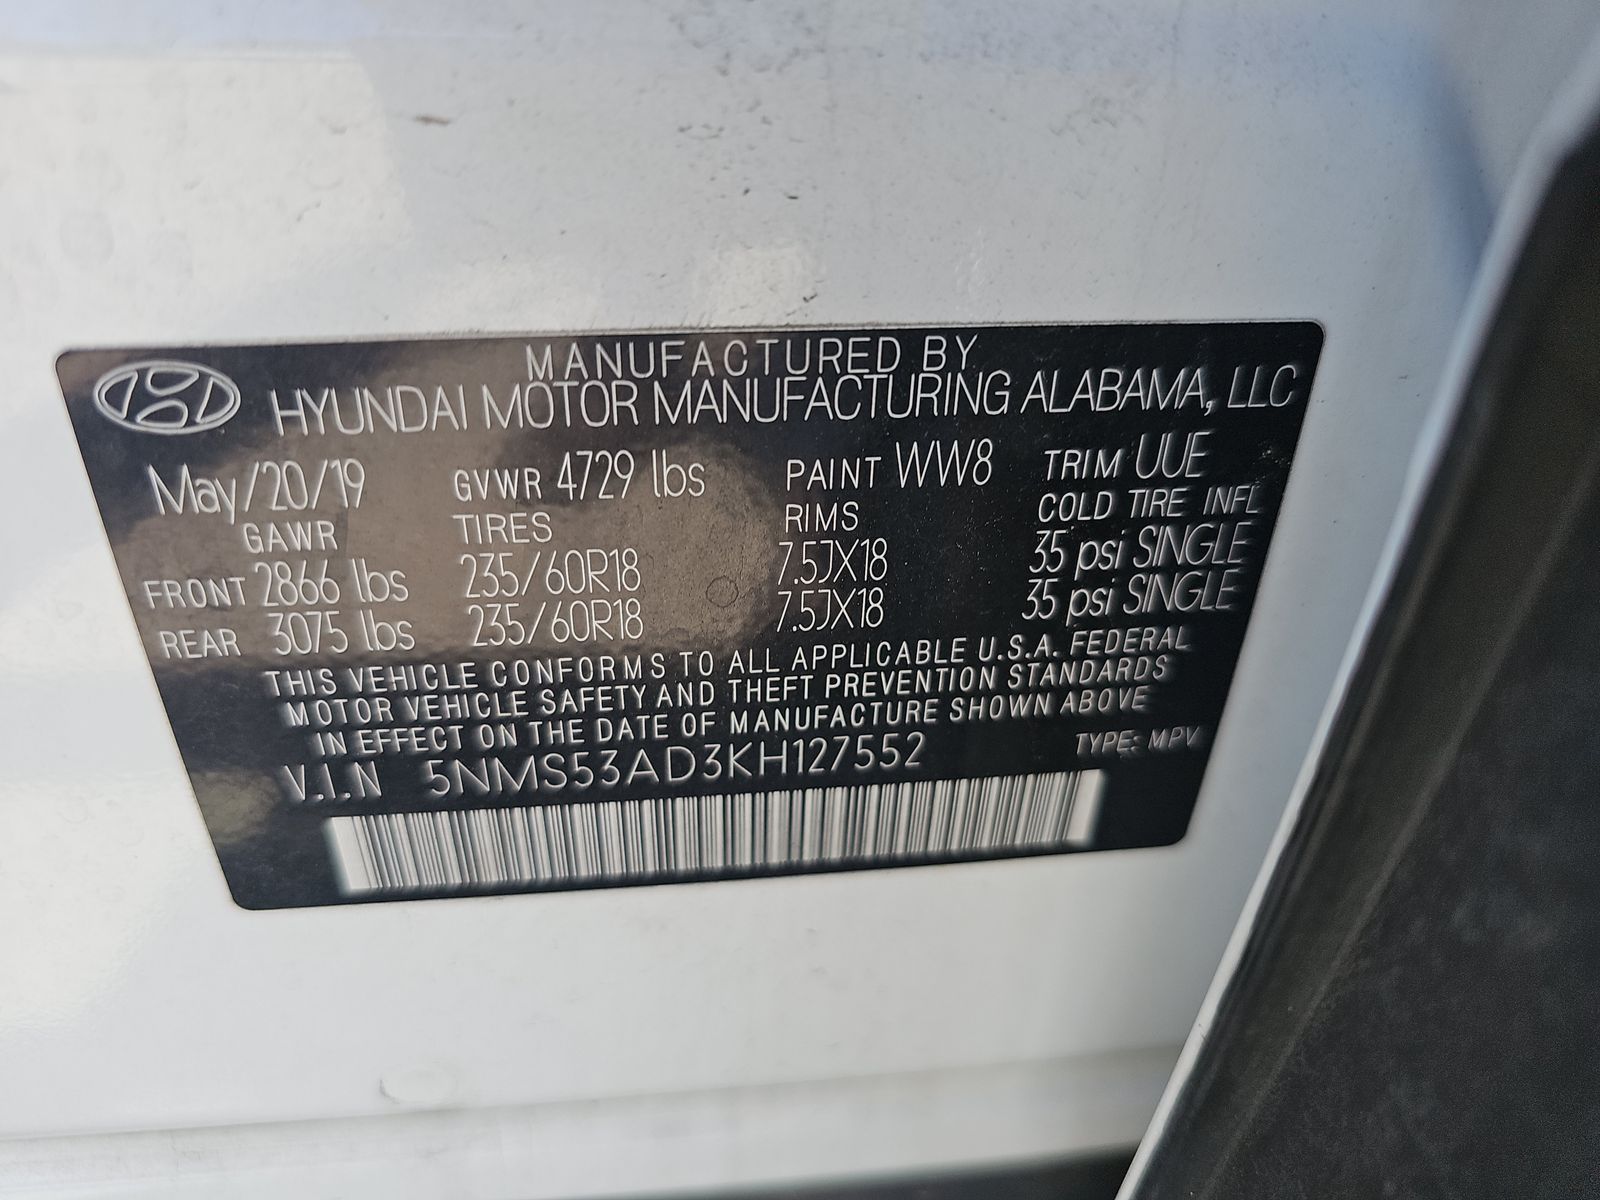 MANUFACTURED BY
HYUNDAI MOTOR MANUFACTURING ALABAMA, LLC
May/20/19 GVWR 4729 lbs PAINT WW8 TRIM UUE
GAWR TIRES RIMS COLD TIRE INFL
FRONT 2866 lbs 235/60R18 7.5JX18 35 psi SINGLE
REAR 3075 lbs 235/60R18 7.5JX18 35 psi SINGLE
THIS VEHICLE CONFORMS TO ALL APPLICABLE U.S.A. FEDERAL
MOTOR VEHICLE SAFETY AND THEFT PREVENTION STANDARDS
IN EFFECT ON THE DATE OF MANUFACTURE SHOWN ABOVE
V.I.N 5NMS53AD3KH127552 TYPE: MPV